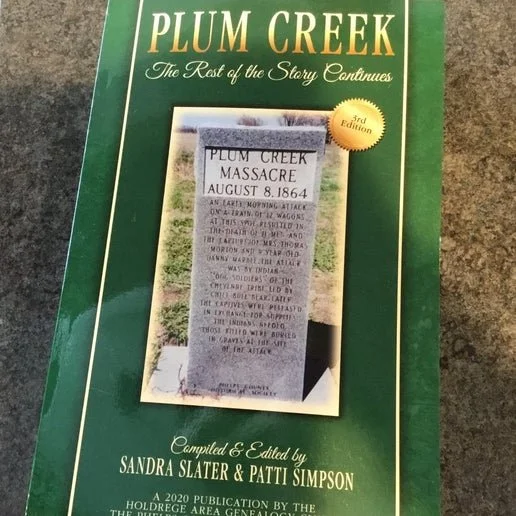 PLUM CREEK
The Rest of the Story Continues
3rd
Edition
PLUM CREEK
MASSACRE
AUGUST 8, 1864
AN EARLY MORNING ATTACK
ON A TRAIN OF 12 WAGONS
AT THIS SPOT RESULTED IN
THE DEATH OF 11 MEN AND
THE CAPTURE OF MRS. THOMAS
MORTON AND 9 YEAR OLD
DANNY MARBLE. THE ATTACK
WAS BY INDIAN
"DOG SOLDIERS" OF THE
CHEYENNE TRIBE LED BY
CHIEF BULL BEAR. LATER
THE CAPTIVES WERE RELEASED
IN EXCHANGE FOR SUPPLIES
THE INDIANS NEEDED.
THOSE KILLED WERE BURIED
IN GRAVES AT THE SITE
OF THE ATTACK.
PHELPS COUNTY
HISTORICAL SOCIETY
Compiled & Edited by
SANDRA SLATER & PATTI SIMPSON
A 2020 PUBLICATION BY THE
HOLDREGE AREA GENEALOGY
THE